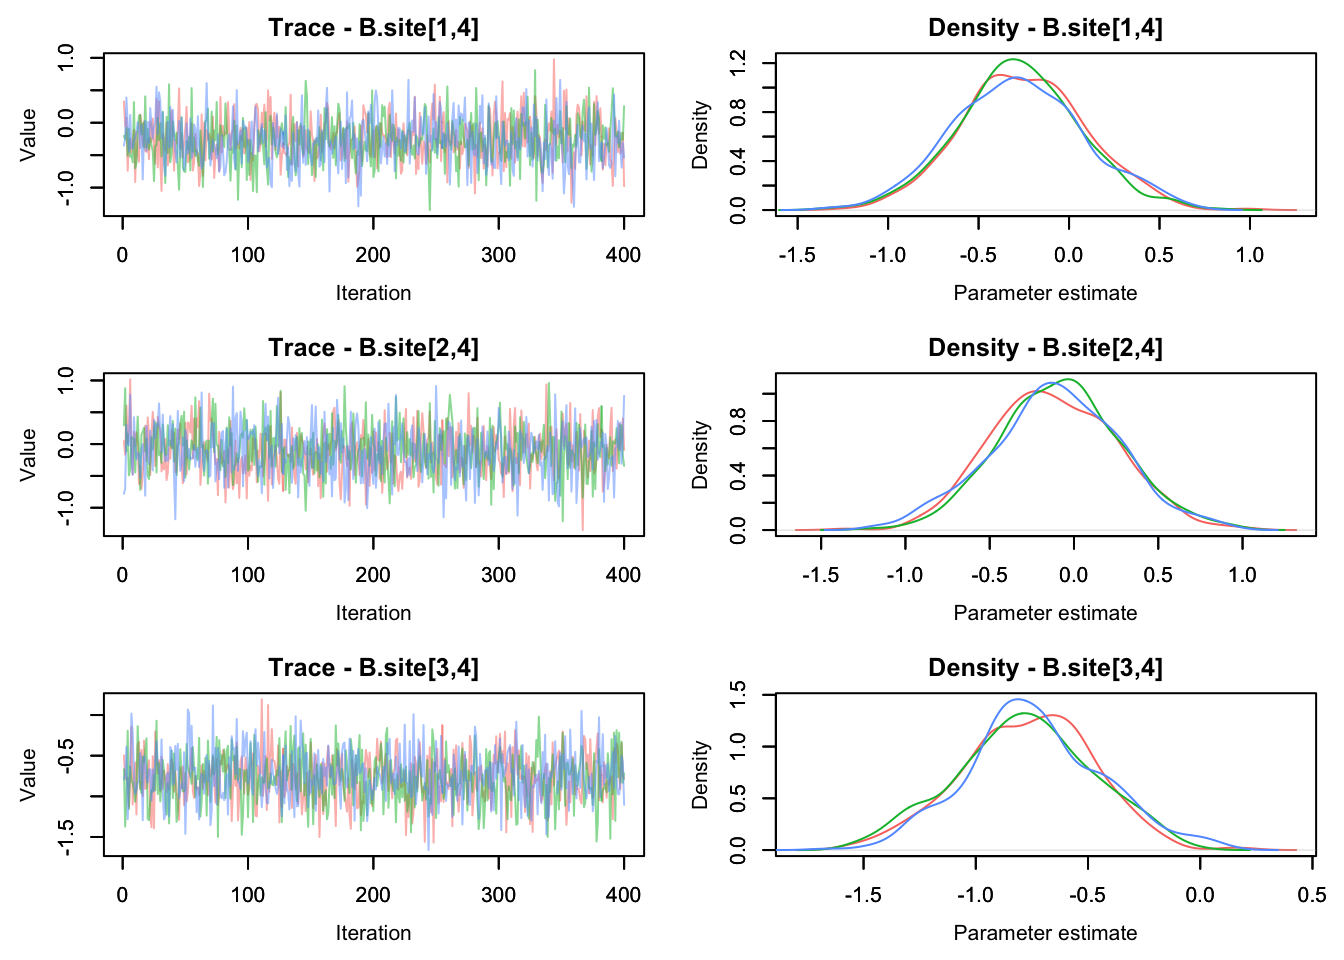 Trace - B.site[1,4]
Value
1.0
0.0
-1.0
0 100 200 300 400
Iteration
Density - B.site[1,4]
Density
1.2
0.8
0.4
0.0
-1.5 -1.0 -0.5 0.0 0.5 1.0
Parameter estimate
Trace - B.site[2,4]
Value
1.0
0.0
-1.0
0 100 200 300 400
Iteration
Density - B.site[2,4]
Density
0.8
0.4
0.0
-1.5 -1.0 -0.5 0.0 0.5 1.0
Parameter estimate
Trace - B.site[3,4]
Value
-0.5
-1.5
0 100 200 300 400
Iteration
Density - B.site[3,4]
Density
1.5
1.0
0.5
0.0
-1.5 -1.0 -0.5 0.0 0.5
Parameter estimate